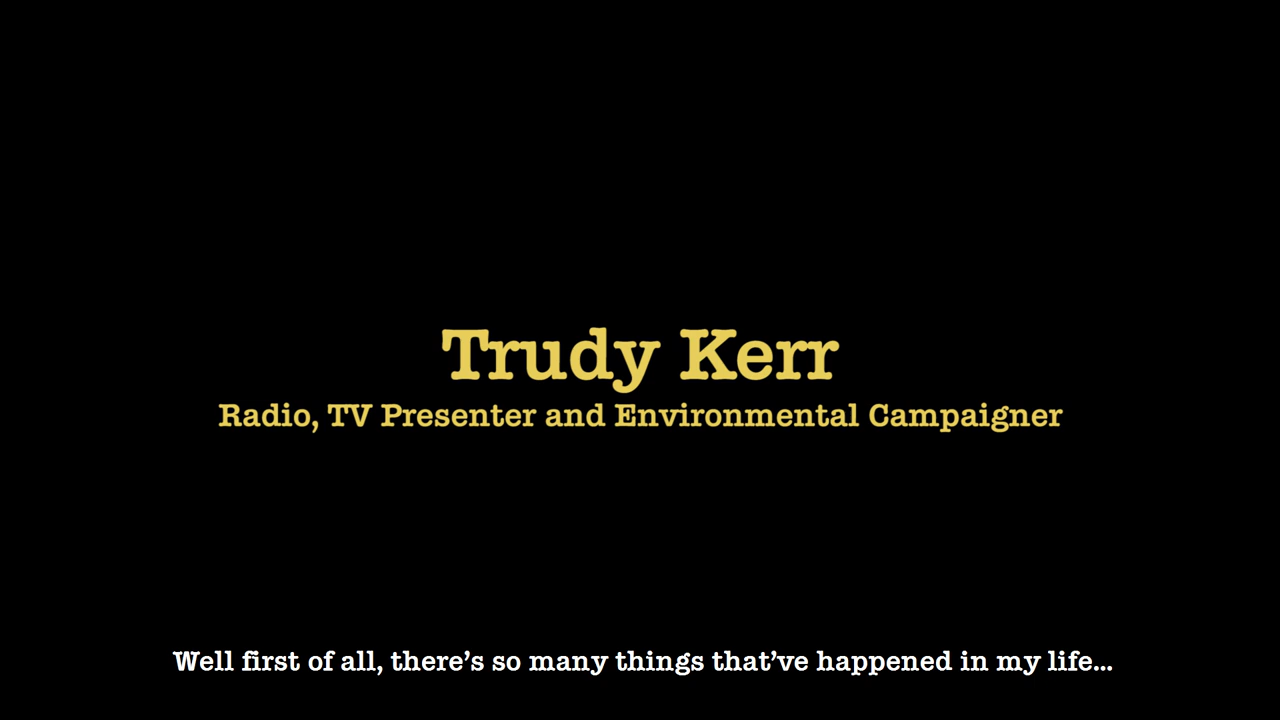 Trudy Kerr
Radio, TV Presenter and Environmental Campaigner
Well first of all, there’s so many things that’ve happened in my life...